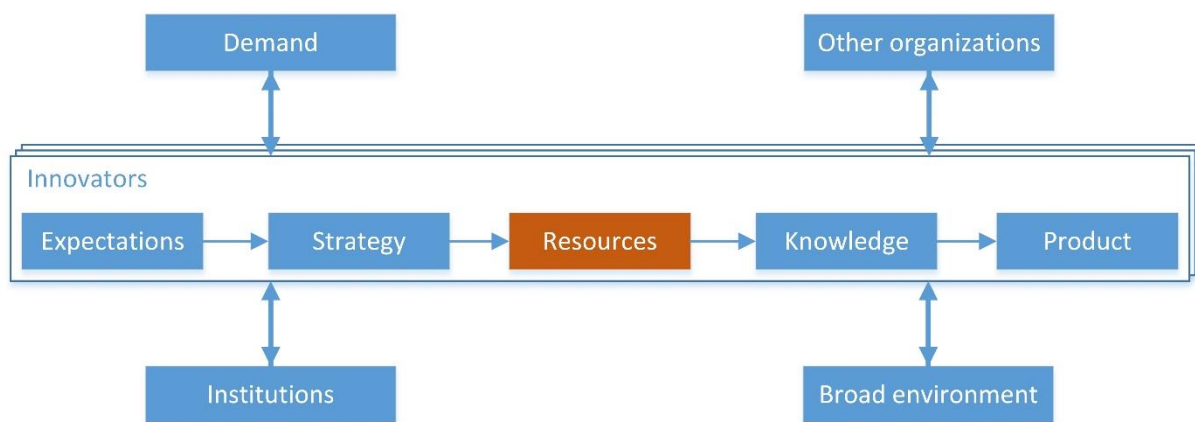 Demand
Other organizations
Innovators
Expectations
Strategy
Resources
Knowledge
Product
Institutions
Broad environment